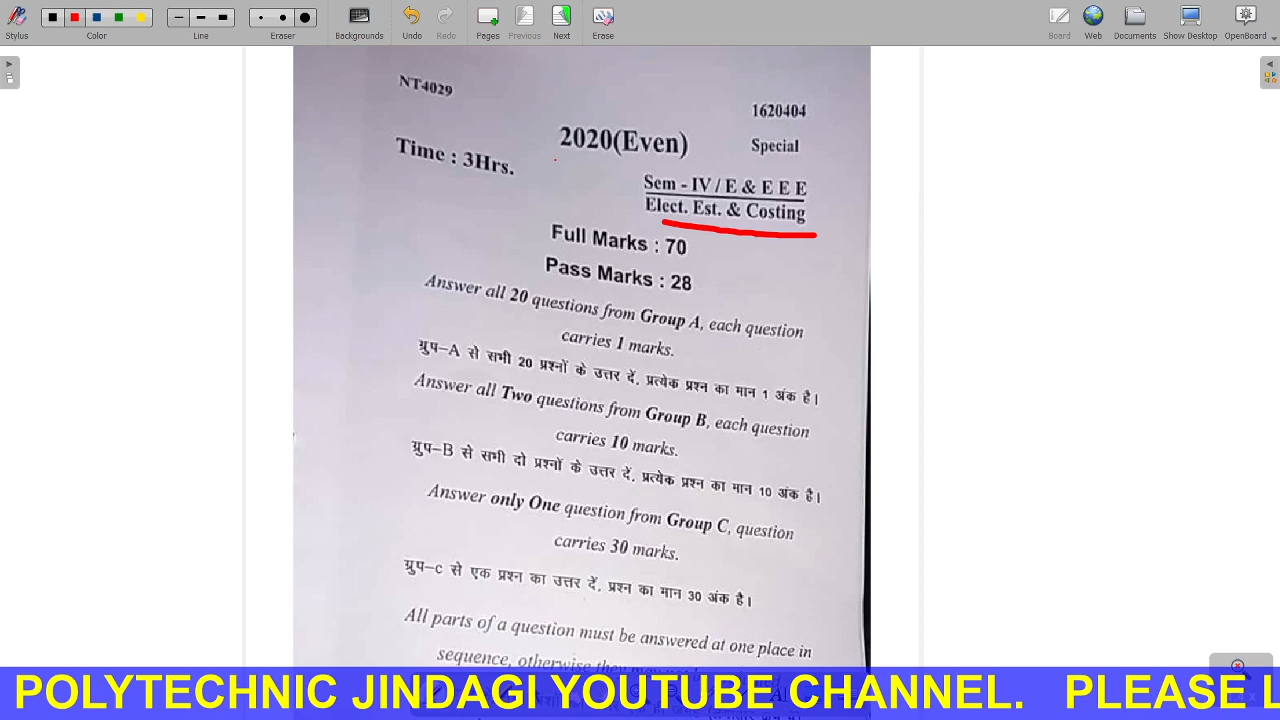 Stylus Color Line Eraser Backgrounds Undo Redo Pages Previous Next Erase Board Web Documents Show Desktop OpenBoard
NT4029
1620404
2020(Even) Special
Time : 3Hrs.
Sem - IV / E & E E E
Elect. Est. & Costing
Full Marks : 70
Pass Marks : 28
Answer all 20 questions from Group A, each question
carries 1 marks.
ग्रुप–A से सभी 20 प्रश्नों के उत्तर दें, प्रत्येक प्रश्न का मान 1 अंक है।
Answer all Two questions from Group B, each question
carries 10 marks.
ग्रुप–B से सभी दो प्रश्नों के उत्तर दें, प्रत्येक प्रश्न का मान 10 अंक है।
Answer only One question from Group C, question
carries 30 marks.
ग्रुप–c से एक प्रश्न का उत्तर दें, प्रश्न का मान 30 अंक है।
All parts of a question must be answered at one place in
sequence, otherwise they may not
POLYTECHNIC JINDAGI YOUTUBE CHANNEL. PLEASE L